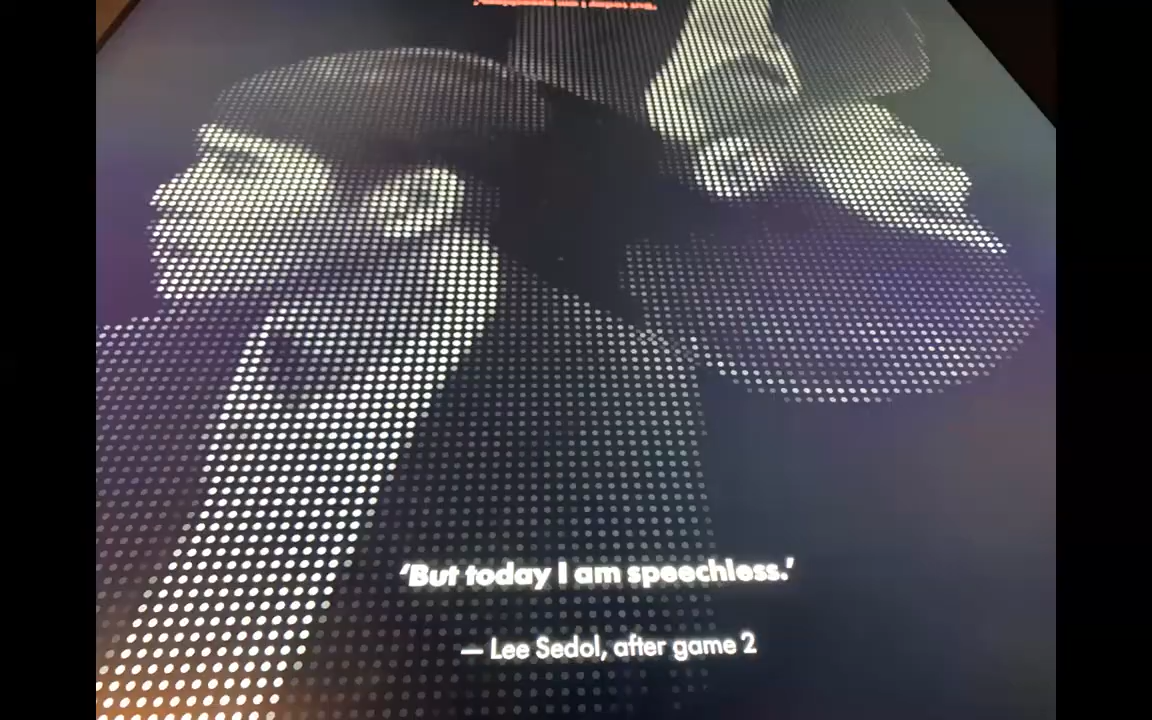 ‘But today I am speechless.’
— Lee Sedol, after game 2